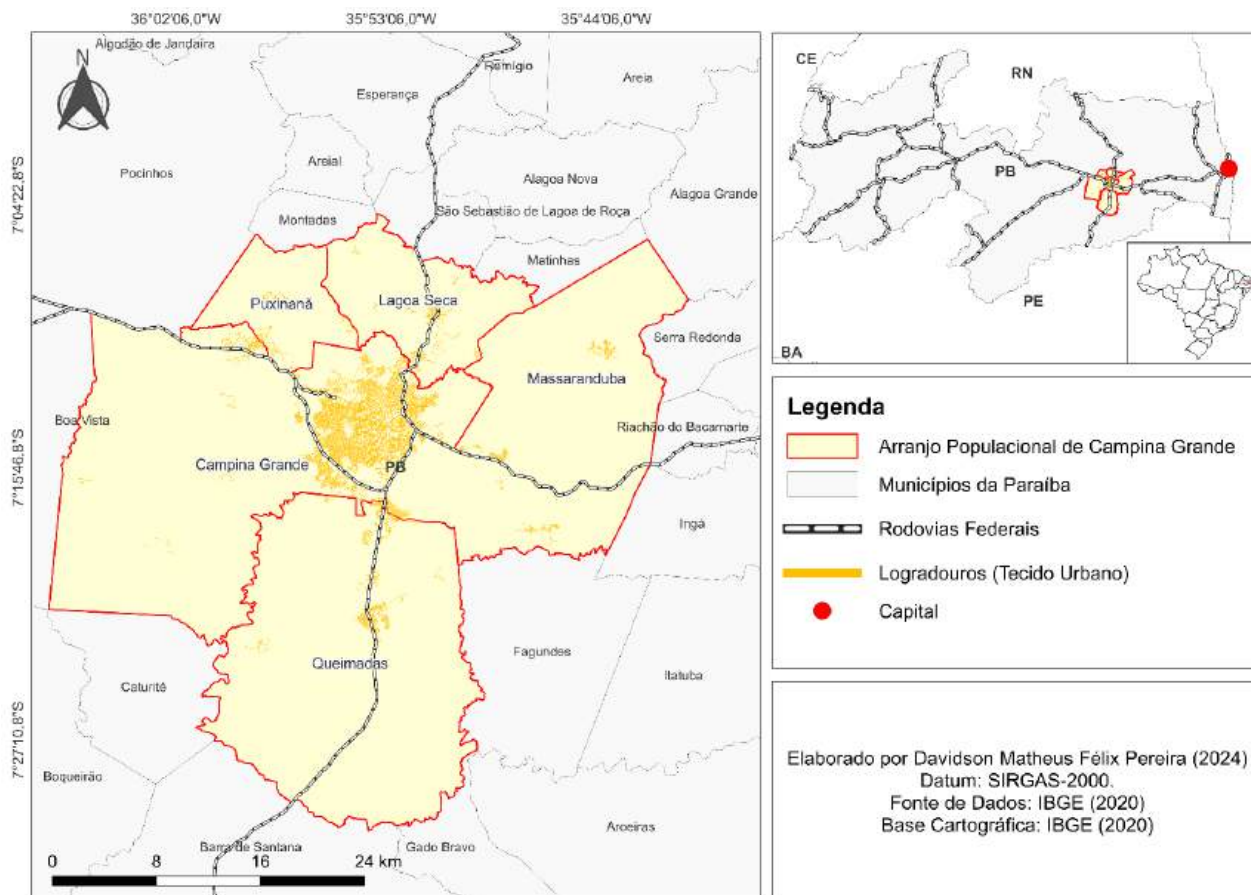 36°02'06,0"W
35°53'06,0"W
35°44'06,0"W
Algodão de Jandaíra
Remígio
Areia
Esperança
N
Areial
Pocinhos
Alagoa Nova
Alagoa Grande
Montadas
São Sebastião de Lagoa de Roça
Matinhas
7°04'22,8"S
Puxinanã
Lagoa Seca
Serra Redonda
Massaranduba
Boa Vista
Riachão do Bacamarte
7°15'46,8"S
Campina Grande
PB
Ingá
Queimadas
Fagundes
Itatuba
Caturité
7°27'10,8"S
Boqueirão
Aroeiras
Barra de Santana
Gado Bravo
0
8
16
24 km
CE
RN
PB
PE
BA
Legenda
Arranjo Populacional de Campina Grande
Municípios da Paraíba
Rodovias Federais
Logradouros (Tecido Urbano)
Capital
Elaborado por Davidson Matheus Félix Pereira (2024)
Datum: SIRGAS-2000.
Fonte de Dados: IBGE (2020)
Base Cartográfica: IBGE (2020)